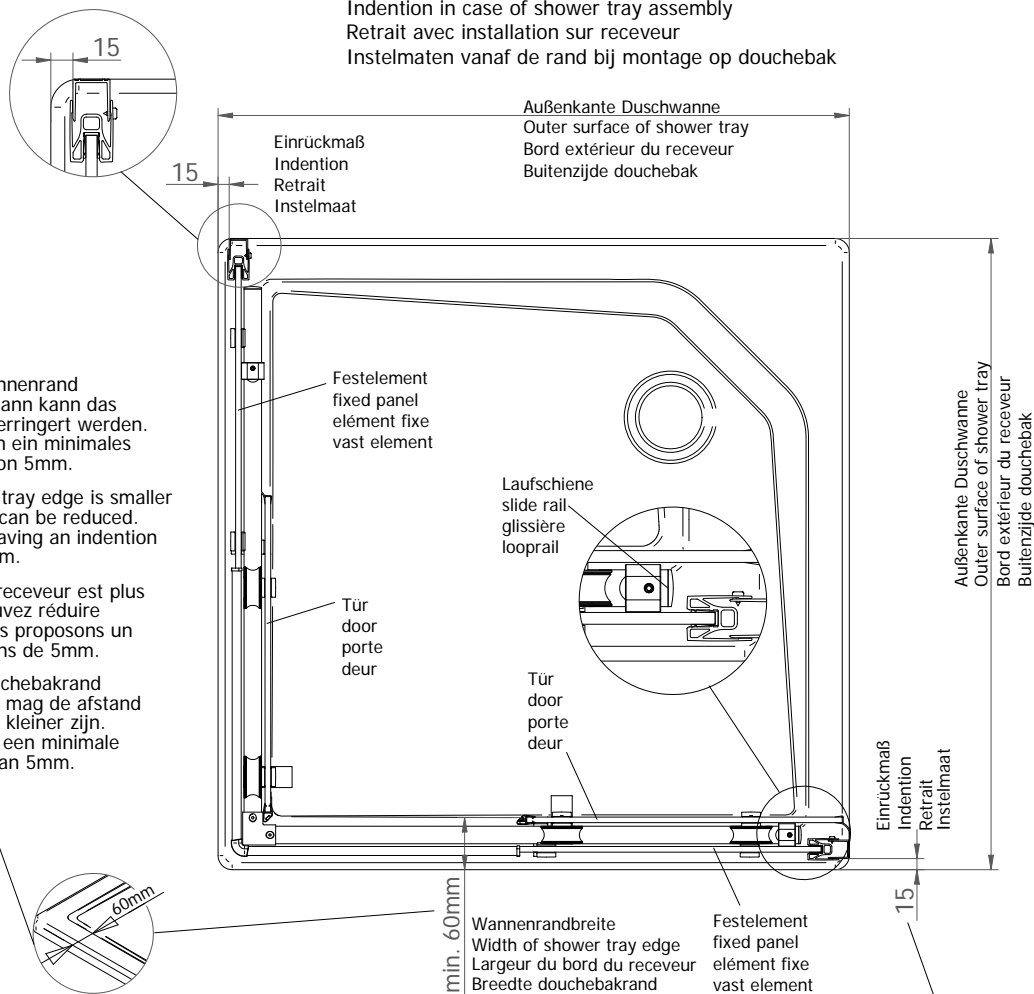 Indention in case of shower tray assembly
Retrait avec installation sur receveur
Instelmaten vanaf de rand bij montage op douchebak
15
Außenkante Duschwanne
Outer surface of shower tray
Bord extérieur du receveur
Buitenzijde douchebak
Einrückmaß
Indention
Retrait
Instelmaat
15
nnenrand
ann kann das
erringert werden.
n ein minimales
on 5mm.
tray edge is smaller
can be reduced.
aving an indention
m.
receveur est plus
uvez réduire
s proposons un
ns de 5mm.
chebakrand
mag de afstand
kleiner zijn.
een minimale
an 5mm.
Festelement
fixed panel
elément fixe
vast element
Laufschiene
slide rail
glissière
looprail
Tür
door
porte
deur
Tür
door
porte
deur
Außenkante Duschwanne
Outer surface of shower tray
Bord extérieur du receveur
Buitenzijde douchebak
Einrückmaß
Indention
Retrait
Instelmaat
15
60mm
min. 60mm
Wannenrandbreite
Width of shower tray edge
Largeur du bord du receveur
Breedte douchebakrand
Festelement
fixed panel
elément fixe
vast element